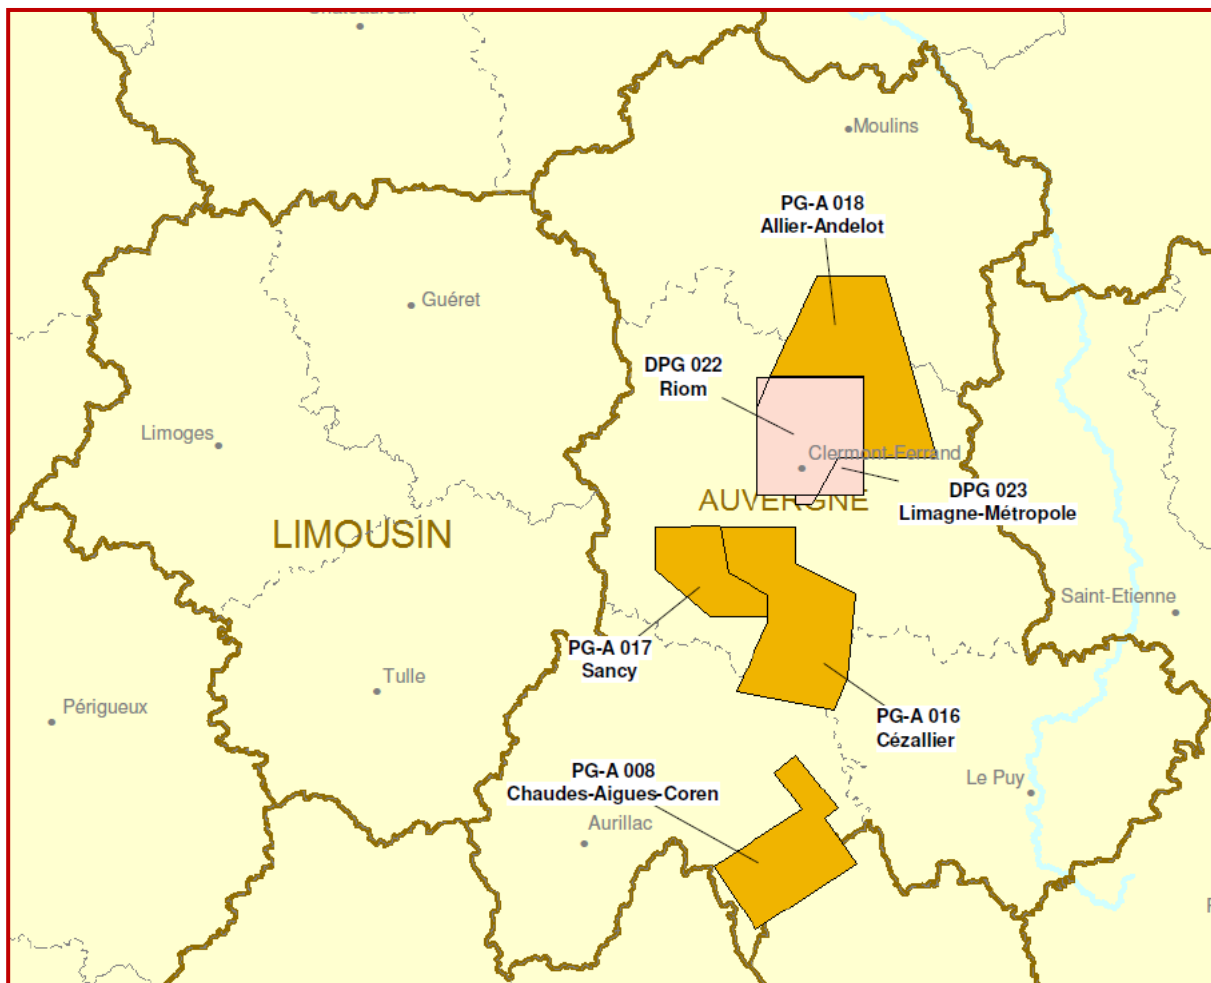 Moulins
PG-A 018
Allier-Andelot
Guéret
DPG 022
Riom
Limoges
Clermont-Ferrand
AUVERGNE
DPG 023
Limagne-Métropole
LIMOUSIN
Saint-Etienne
PG-A 017
Sancy
Tulle
Périgueux
PG-A 016
Cézallier
PG-A 008
Chaudes-Aigues-Coren
Le Puy
Aurillac